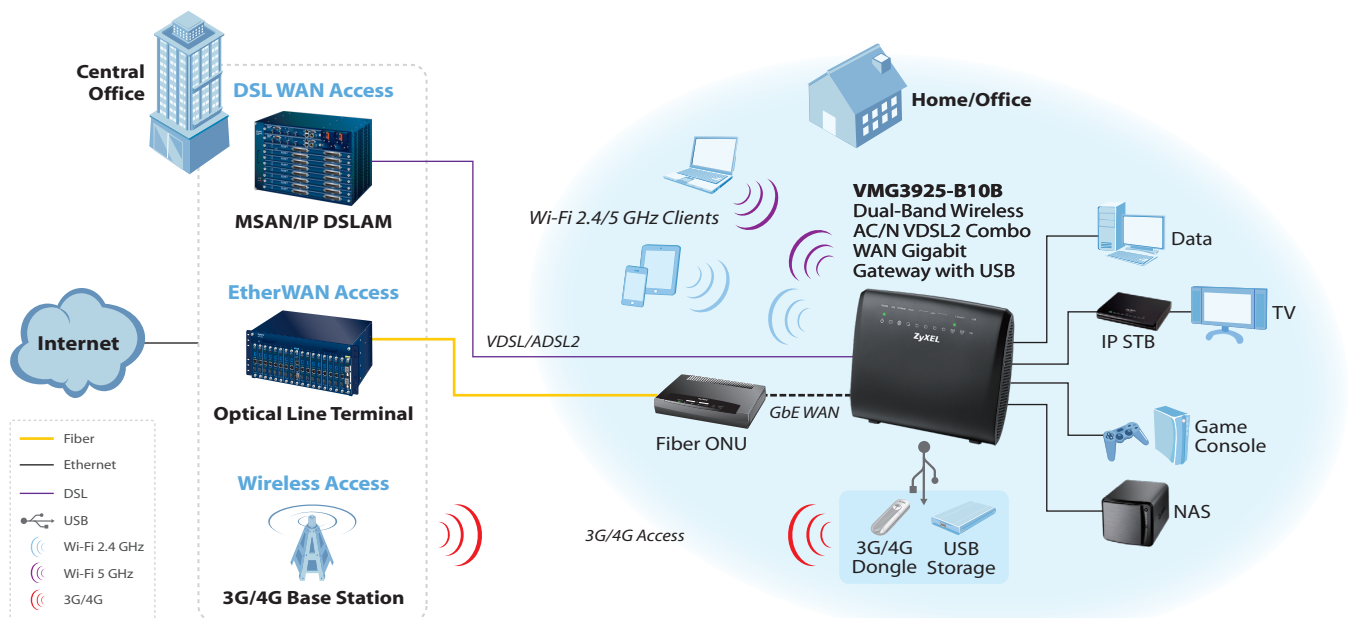 Central
Office
DSL WAN Access
MSAN/IP DSLAM
EtherWAN Access
Optical Line Terminal
Wireless Access
3G/4G Base Station
Internet
Fiber
Ethernet
DSL
USB
Wi-Fi 2.4 GHz
Wi-Fi 5 GHz
3G/4G
VDSL/ADSL2
Fiber ONU
GbE WAN
3G/4G Access
Home/Office
Wi-Fi 2.4/5 GHz Clients
VMG3925-B10B
Dual-Band Wireless
AC/N VDSL2 Combo
WAN Gigabit
Gateway with USB
ZyXEL
Data
IP STB
TV
Game
Console
NAS
3G/4G
Dongle
USB
Storage